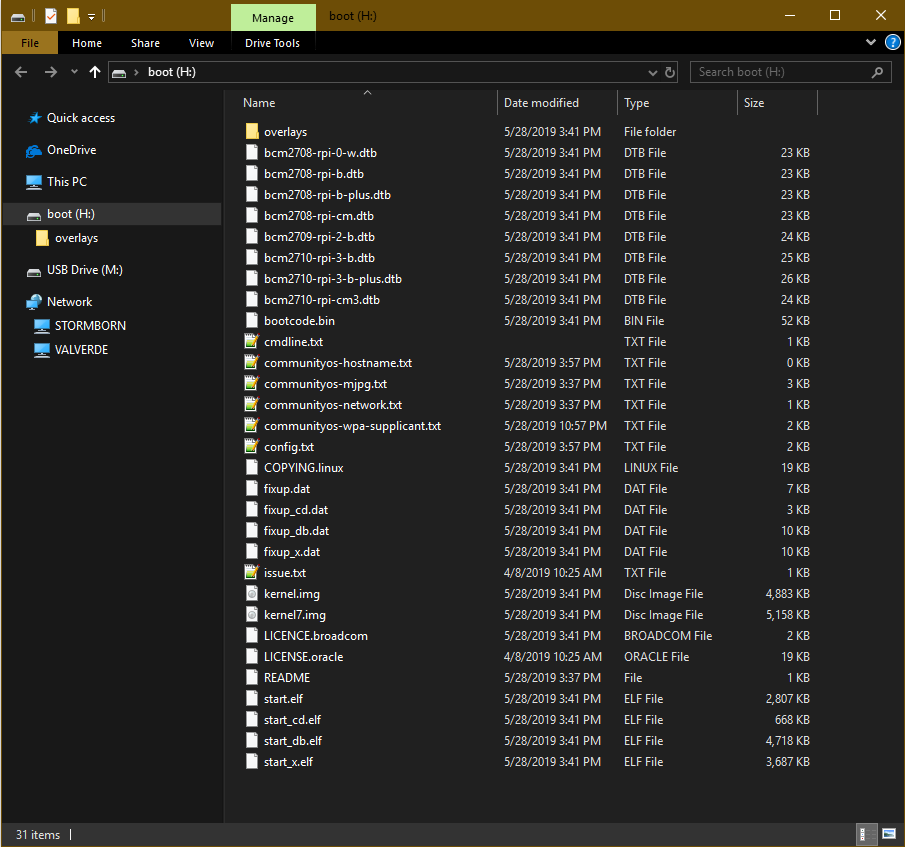 Manage boot (H:)
File Home Share View Drive Tools ?
boot (H:) Search boot (H:)
Quick access
OneDrive
This PC
boot (H:)
overlays
USB Drive (M:)
Network
STORMBORN
VALVERDE
Name Date modified Type Size
overlays 5/28/2019 3:41 PM File folder
bcm2708-rpi-0-w.dtb 5/28/2019 3:41 PM DTB File 23 KB
bcm2708-rpi-b.dtb 5/28/2019 3:41 PM DTB File 23 KB
bcm2708-rpi-b-plus.dtb 5/28/2019 3:41 PM DTB File 23 KB
bcm2708-rpi-cm.dtb 5/28/2019 3:41 PM DTB File 23 KB
bcm2709-rpi-2-b.dtb 5/28/2019 3:41 PM DTB File 24 KB
bcm2710-rpi-3-b.dtb 5/28/2019 3:41 PM DTB File 25 KB
bcm2710-rpi-3-b-plus.dtb 5/28/2019 3:41 PM DTB File 26 KB
bcm2710-rpi-cm3.dtb 5/28/2019 3:41 PM DTB File 24 KB
bootcode.bin 5/28/2019 3:41 PM BIN File 52 KB
cmdline.txt TXT File 1 KB
communityos-hostname.txt 5/28/2019 3:57 PM TXT File 0 KB
communityos-mjpg.txt 5/28/2019 3:37 PM TXT File 3 KB
communityos-network.txt 5/28/2019 3:37 PM TXT File 1 KB
communityos-wpa-supplicant.txt 5/28/2019 10:57 PM TXT File 2 KB
config.txt 5/28/2019 3:57 PM TXT File 2 KB
COPYING.linux 5/28/2019 3:41 PM LINUX File 19 KB
fixup.dat 5/28/2019 3:41 PM DAT File 7 KB
fixup_cd.dat 5/28/2019 3:41 PM DAT File 3 KB
fixup_db.dat 5/28/2019 3:41 PM DAT File 10 KB
fixup_x.dat 5/28/2019 3:41 PM DAT File 10 KB
issue.txt 4/8/2019 10:25 AM TXT File 1 KB
kernel.img 5/28/2019 3:41 PM Disc Image File 4,883 KB
kernel7.img 5/28/2019 3:41 PM Disc Image File 5,158 KB
LICENCE.broadcom 5/28/2019 3:41 PM BROADCOM File 2 KB
LICENSE.oracle 4/8/2019 10:25 AM ORACLE File 19 KB
README 5/28/2019 3:37 PM File 1 KB
start.elf 5/28/2019 3:41 PM ELF File 2,807 KB
start_cd.elf 5/28/2019 3:41 PM ELF File 668 KB
start_db.elf 5/28/2019 3:41 PM ELF File 4,718 KB
start_x.elf 5/28/2019 3:41 PM ELF File 3,687 KB
31 items